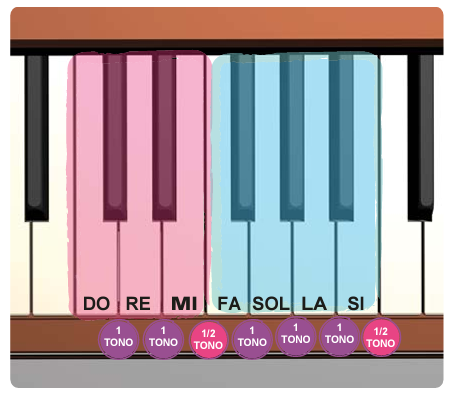 DO RE MI FA SOL LA SI
1 TONO 1 TONO 1/2 TONO 1 TONO 1 TONO 1 TONO 1/2 TONO